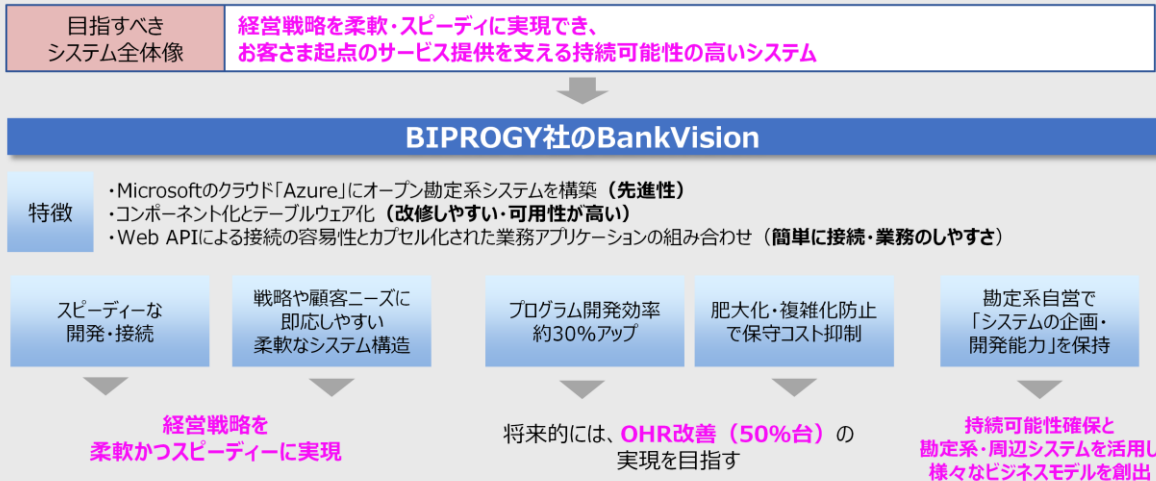 目指すべき
システム全体像
経営戦略を柔軟・スピーディに実現でき、
お客さま起点のサービス提供を支える持続可能性の高いシステム
BIPROGY社のBankVision
特徴
・Microsoftのクラウド「Azure」にオープン勘定系システムを構築（先進性）
・コンポーネント化とテーブルウェア化（改修しやすい・可用性が高い）
・Web APIによる接続の容易性とカプセル化された業務アプリケーションの組み合わせ（簡単に接続・業務のしやすさ）
スピーディーな
開発・接続
戦略や顧客ニーズに
即応しやすい
柔軟なシステム構造
プログラム開発効率
約30%アップ
肥大化・複雑化防止
で保守コスト抑制
勘定系自営で
「システムの企画・
開発能力」を保持
経営戦略を
柔軟かつスピーディーに実現
将来的には、OHR改善（50%台）の
実現を目指す
持続可能性確保と
勘定系・周辺システムを活用し
様々なビジネスモデルを創出